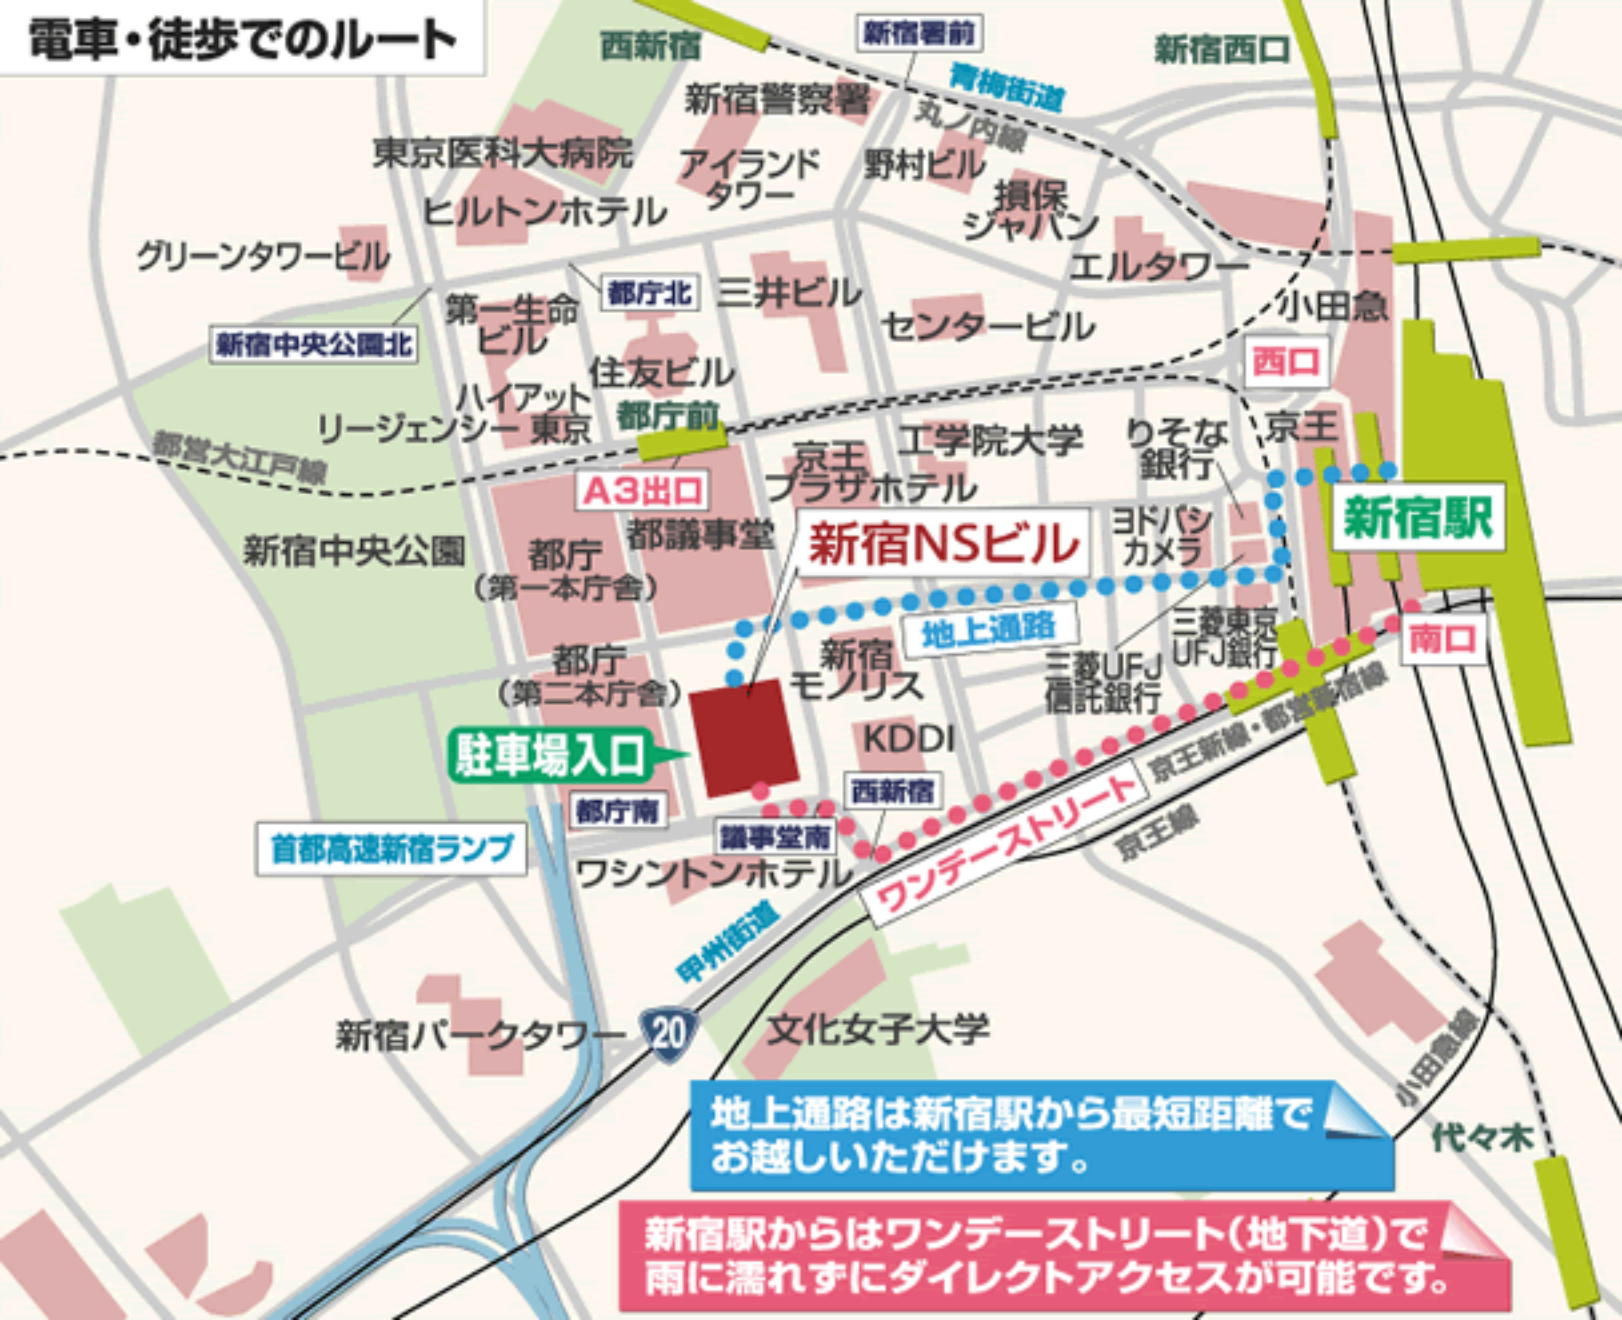 電車・徒歩でのルート
西新宿
新宿署前
新宿西口
青梅街道
丸ノ内線
新宿警察署
東京医科大病院
アイランド
タワー
野村ビル
損保
ジャパン
ヒルトンホテル
グリーンタワービル
エルタワー
都庁北
三井ビル
小田急
第一生命
ビル
新宿中央公園北
センタービル
西口
住友ビル
ハイアット
リージェンシー 東京
都庁前
都営大江戸線
京王
工学院大学
りそな
銀行
京王
プラザホテル
A3出口
新宿駅
都議事堂
新宿NSビル
ヨドバシ
カメラ
新宿中央公園
都庁
(第一本庁舎)
地上通路
三菱東京
UFJ銀行
南口
新宿
モノリス
三菱UFJ
信託銀行
都庁
(第二本庁舎)
京王新線・都営新宿線
KDDI
駐車場入口
西新宿
都庁南
議事堂南
ワンデーストリート
京王線
首都高速新宿ランプ
ワシントンホテル
甲州街道
新宿パークタワー
20
文化女子大学
小田急線
代々木
地上通路は新宿駅から最短距離で
お越しいただけます。
新宿駅からはワンデーストリート(地下道)で
雨に濡れずにダイレクトアクセスが可能です。